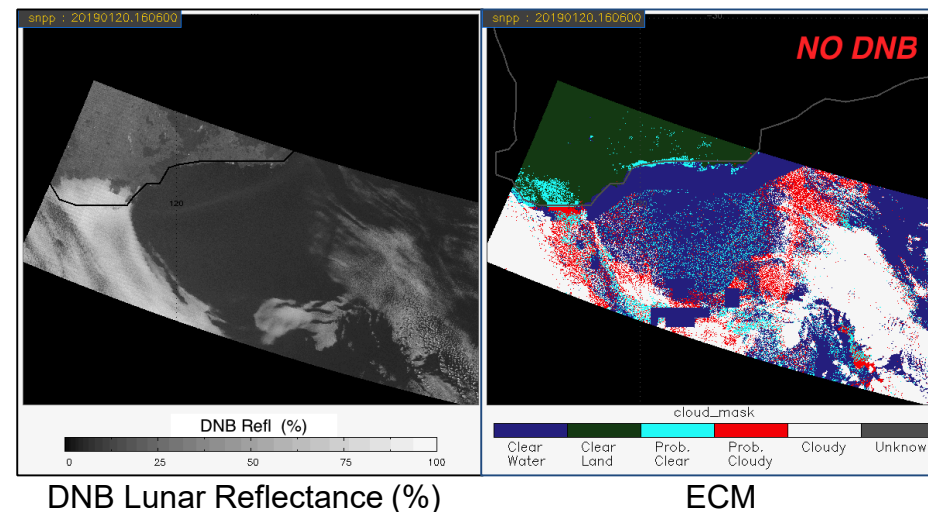 snpp : 20190120.160600
120
DNB Refl (%)
0 25 50 75 100
DNB Lunar Reflectance (%)
snpp : 20190120.160600
-30
NO DNB
cloud_mask
Clear Water
Clear Land
Prob. Clear
Prob. Cloudy
Cloudy
Unknow
ECM